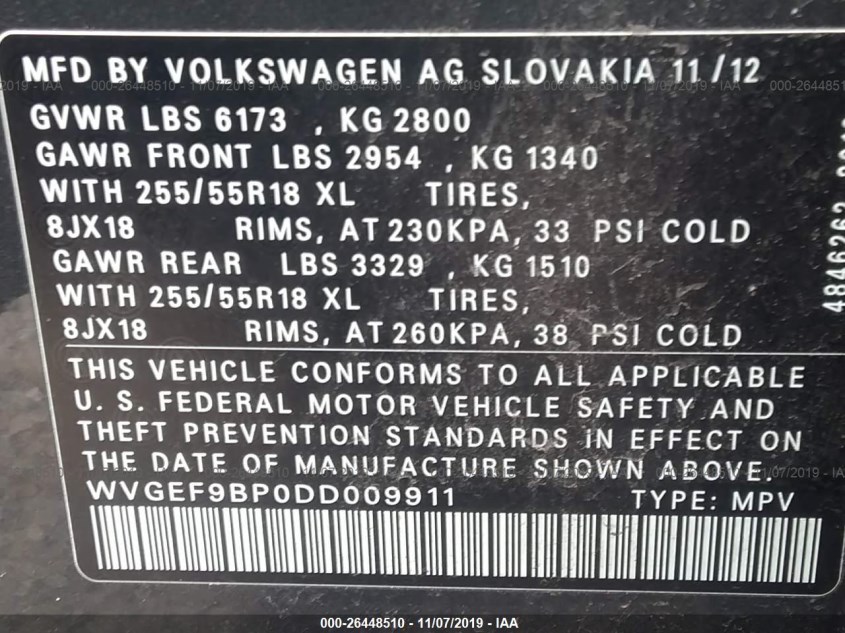 MFD BY VOLKSWAGEN AG SLOVAKIA 11/12
GVWR LBS 6173 , KG 2800
GAWR FRONT LBS 2954 , KG 1340
WITH 255/55R18 XL TIRES,
8JX18 RIMS, AT 230KPA, 33 PSI COLD
GAWR REAR LBS 3329 , KG 1510
WITH 255/55R18 XL TIRES,
8JX18 RIMS, AT 260KPA, 38 PSI COLD
THIS VEHICLE CONFORMS TO ALL APPLICABLE
U. S. FEDERAL MOTOR VEHICLE SAFETY AND
THEFT PREVENTION STANDARDS IN EFFECT ON
THE DATE OF MANUFACTURE SHOWN ABOVE.
WVGEF9BP0DD009911 TYPE: MPV
4846262
000-26448510 - 11/07/2019 - IAA